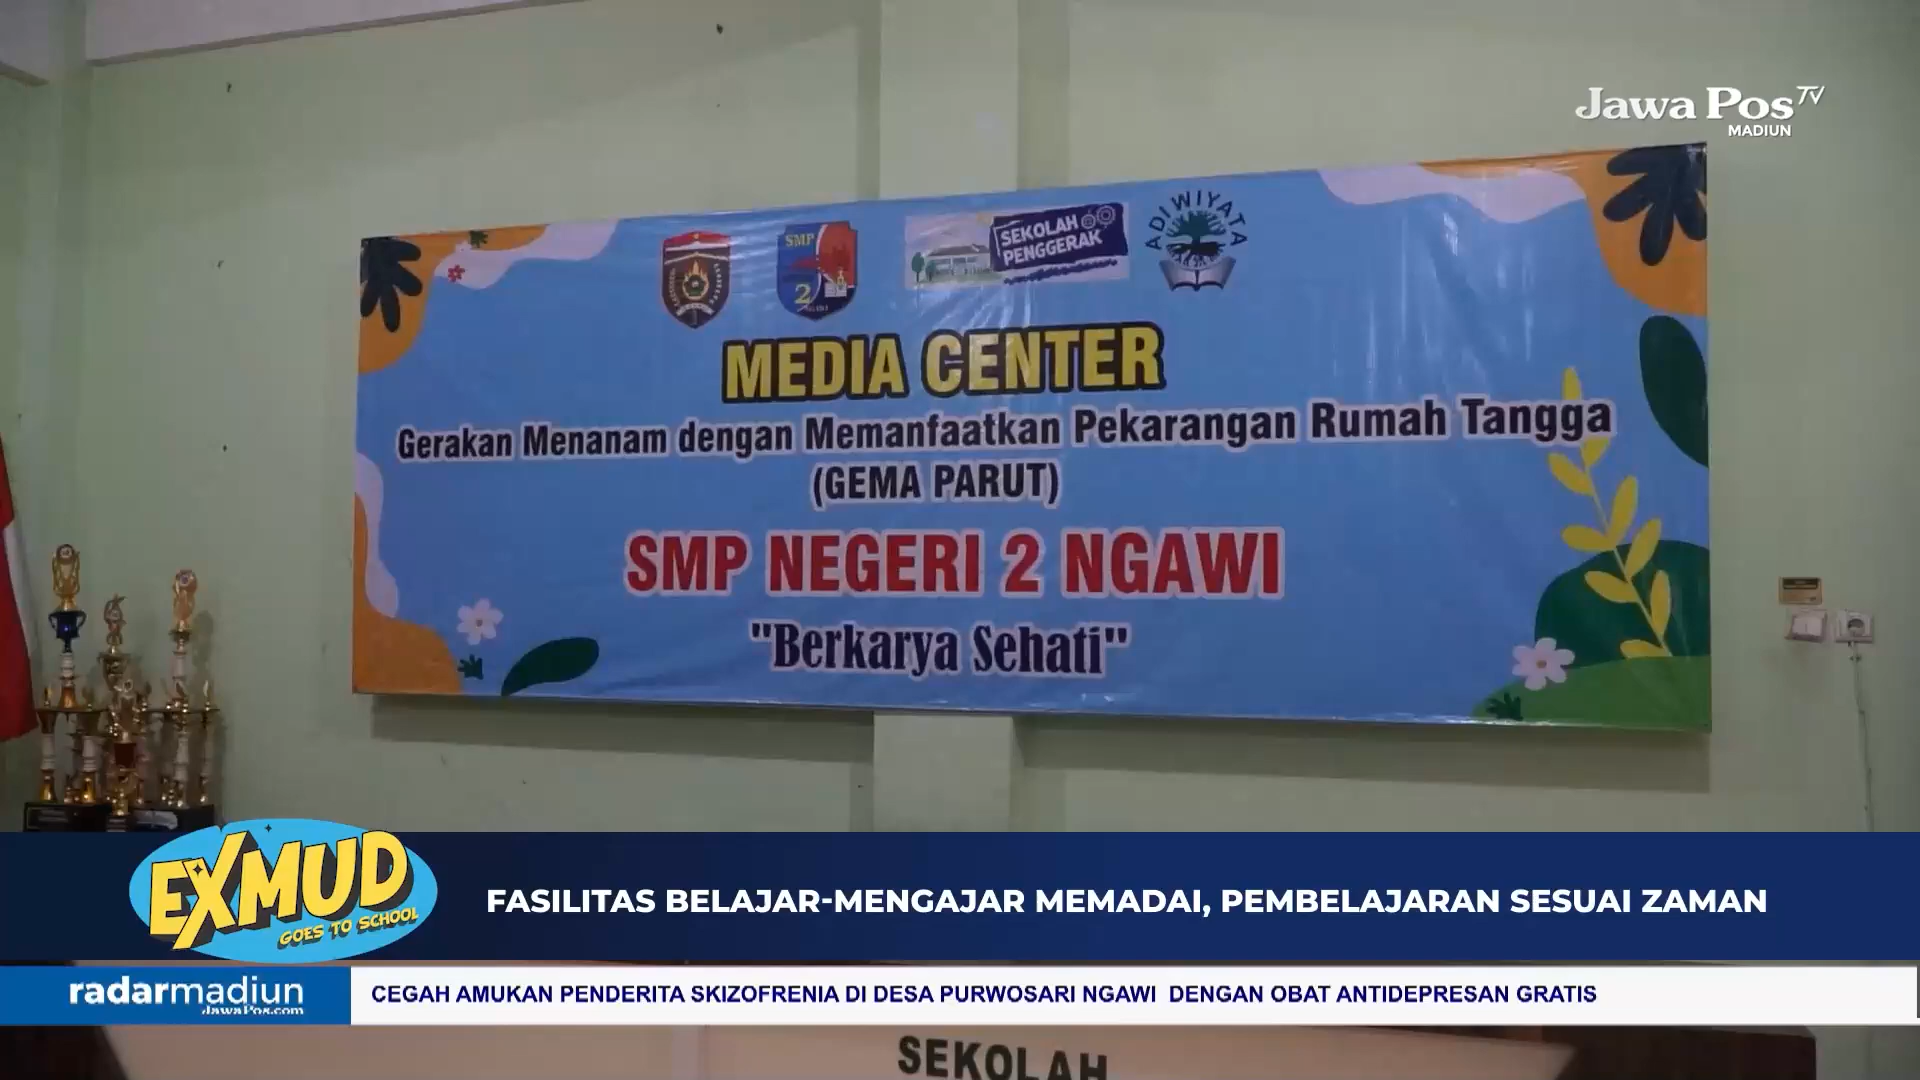 Jawa Pos TV
MADIUN
SMP
2
SEKOLAH
PENGGERAK
ADIWIYATA
MEDIA CENTER
Gerakan Menanam dengan Memanfaatkan Pekarangan Rumah Tangga
(GEMA PARUT)
SMP NEGERI 2 NGAWI
"Berkarya Sehati"
EXMUD
GOES TO SCHOOL
FASILITAS BELAJAR-MENGAJAR MEMADAI, PEMBELAJARAN SESUAI ZAMAN
radarmadiun
JawaPos.com
CEGAH AMUKAN PENDERITA SKIZOFRENIA DI DESA PURWOSARI NGAWI DENGAN OBAT ANTIDEPRESAN GRATIS
SEKOLAH